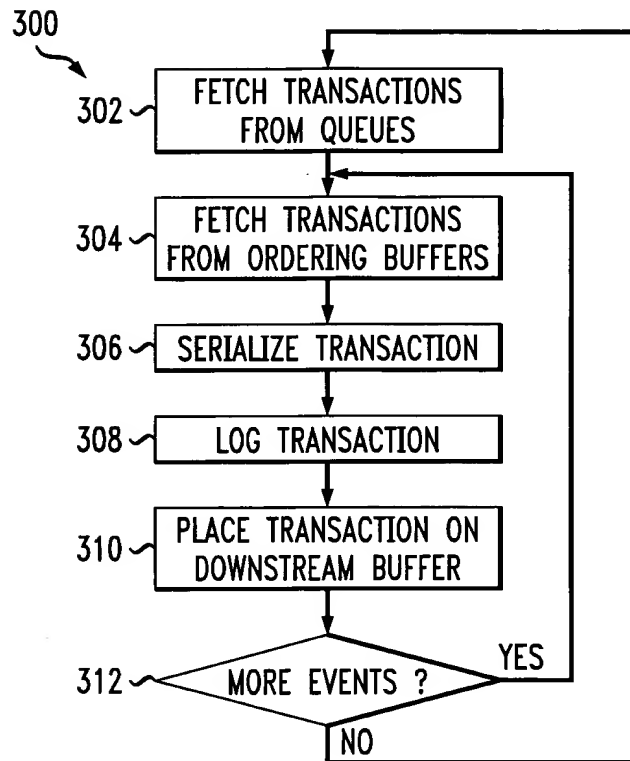 300
302
FETCH TRANSACTIONS
FROM QUEUES
304
FETCH TRANSACTIONS
FROM ORDERING BUFFERS
306
SERIALIZE TRANSACTION
308
LOG TRANSACTION
310
PLACE TRANSACTION ON
DOWNSTREAM BUFFER
312
MORE EVENTS ?
YES
NO